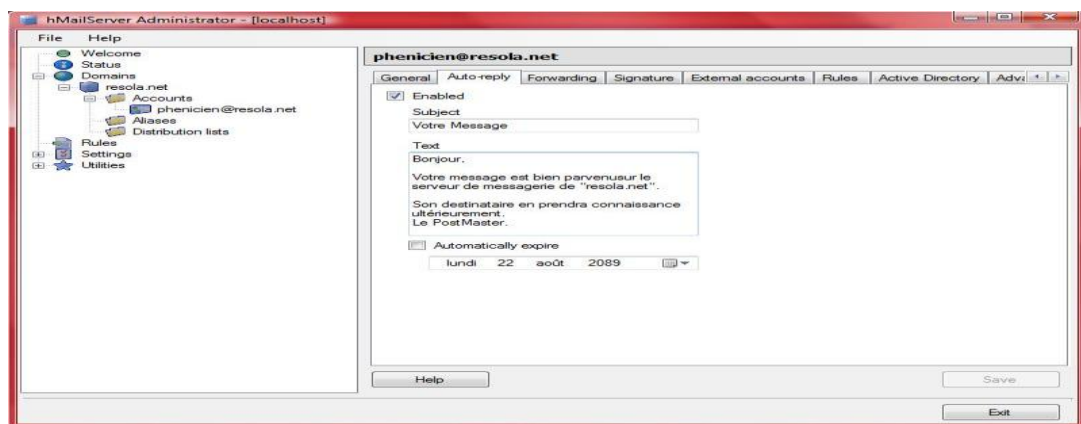 hMailServer Administrator - [localhost]
File Help
Welcome
Status
Domains
resola.net
Accounts
phenicien@resola.net
Aliases
Distribution lists
Rules
Settings
Utilities
phenicien@resola.net
General Auto-reply Forwarding Signature External accounts Rules Active Directory Adva
Enabled
Subject
Votre Message
Text
Bonjour.
Votre message est bien parvenusur le
serveur de messagerie de "resola.net".
Son destinataire en prendra connaissance
ultérieurement.
Le PostMaster.
Automatically expire
lundi 22 août 2089
Help
Save
Exit